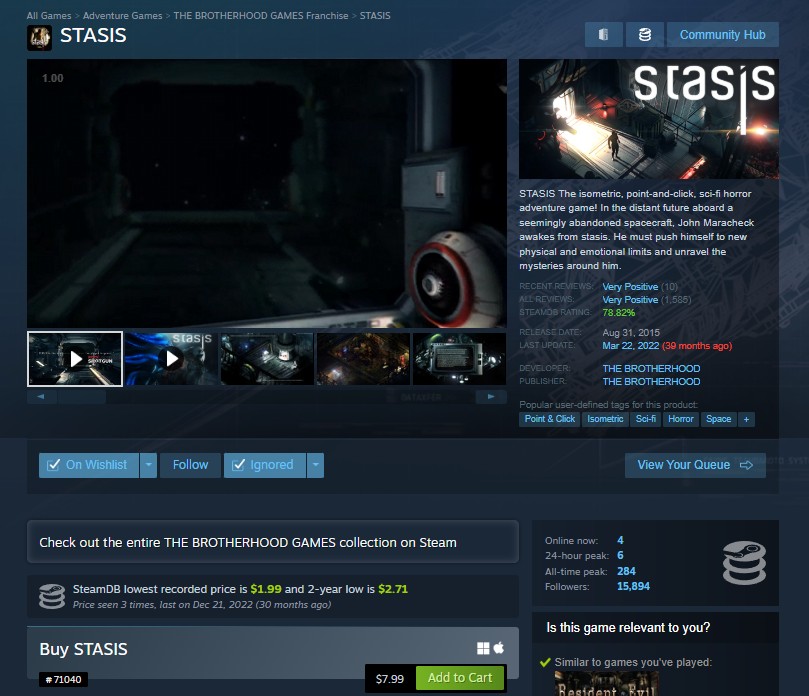 All Games > Adventure Games > THE BROTHERHOOD GAMES Franchise > STASIS
STASIS
Community Hub
1.00
stasis
STASIS The isometric, point-and-click, sci-fi horror
adventure game! In the distant future aboard a
seemingly abandoned spacecraft, John Maracheck
awakes from stasis. He must push himself to new
physical and emotional limits and unravel the
mysteries around him.
RECENT REVIEWS: Very Positive (10)
ALL REVIEWS: Very Positive (1,585)
STEAMDB RATING: 78.82%
RELEASE DATE: Aug 31, 2015
LAST UPDATE: Mar 22, 2022 (39 months ago)
DEVELOPER: THE BROTHERHOOD
PUBLISHER: THE BROTHERHOOD
SHOTGUN
stasis
Popular user-defined tags for this product:
Point & Click Isometric Sci-fi Horror Space +
On Wishlist Follow Ignored View Your Queue
Check out the entire THE BROTHERHOOD GAMES collection on Steam
SteamDB lowest recorded price is $1.99 and 2-year low is $2.71
Price seen 3 times, last on Dec 21, 2022 (30 months ago)
Online now: 4
24-hour peak: 6
All-time peak: 284
Followers: 15,894
Buy STASIS
#71040
$7.99 Add to Cart
Is this game relevant to you?
Similar to games you've played:
Resident Evil